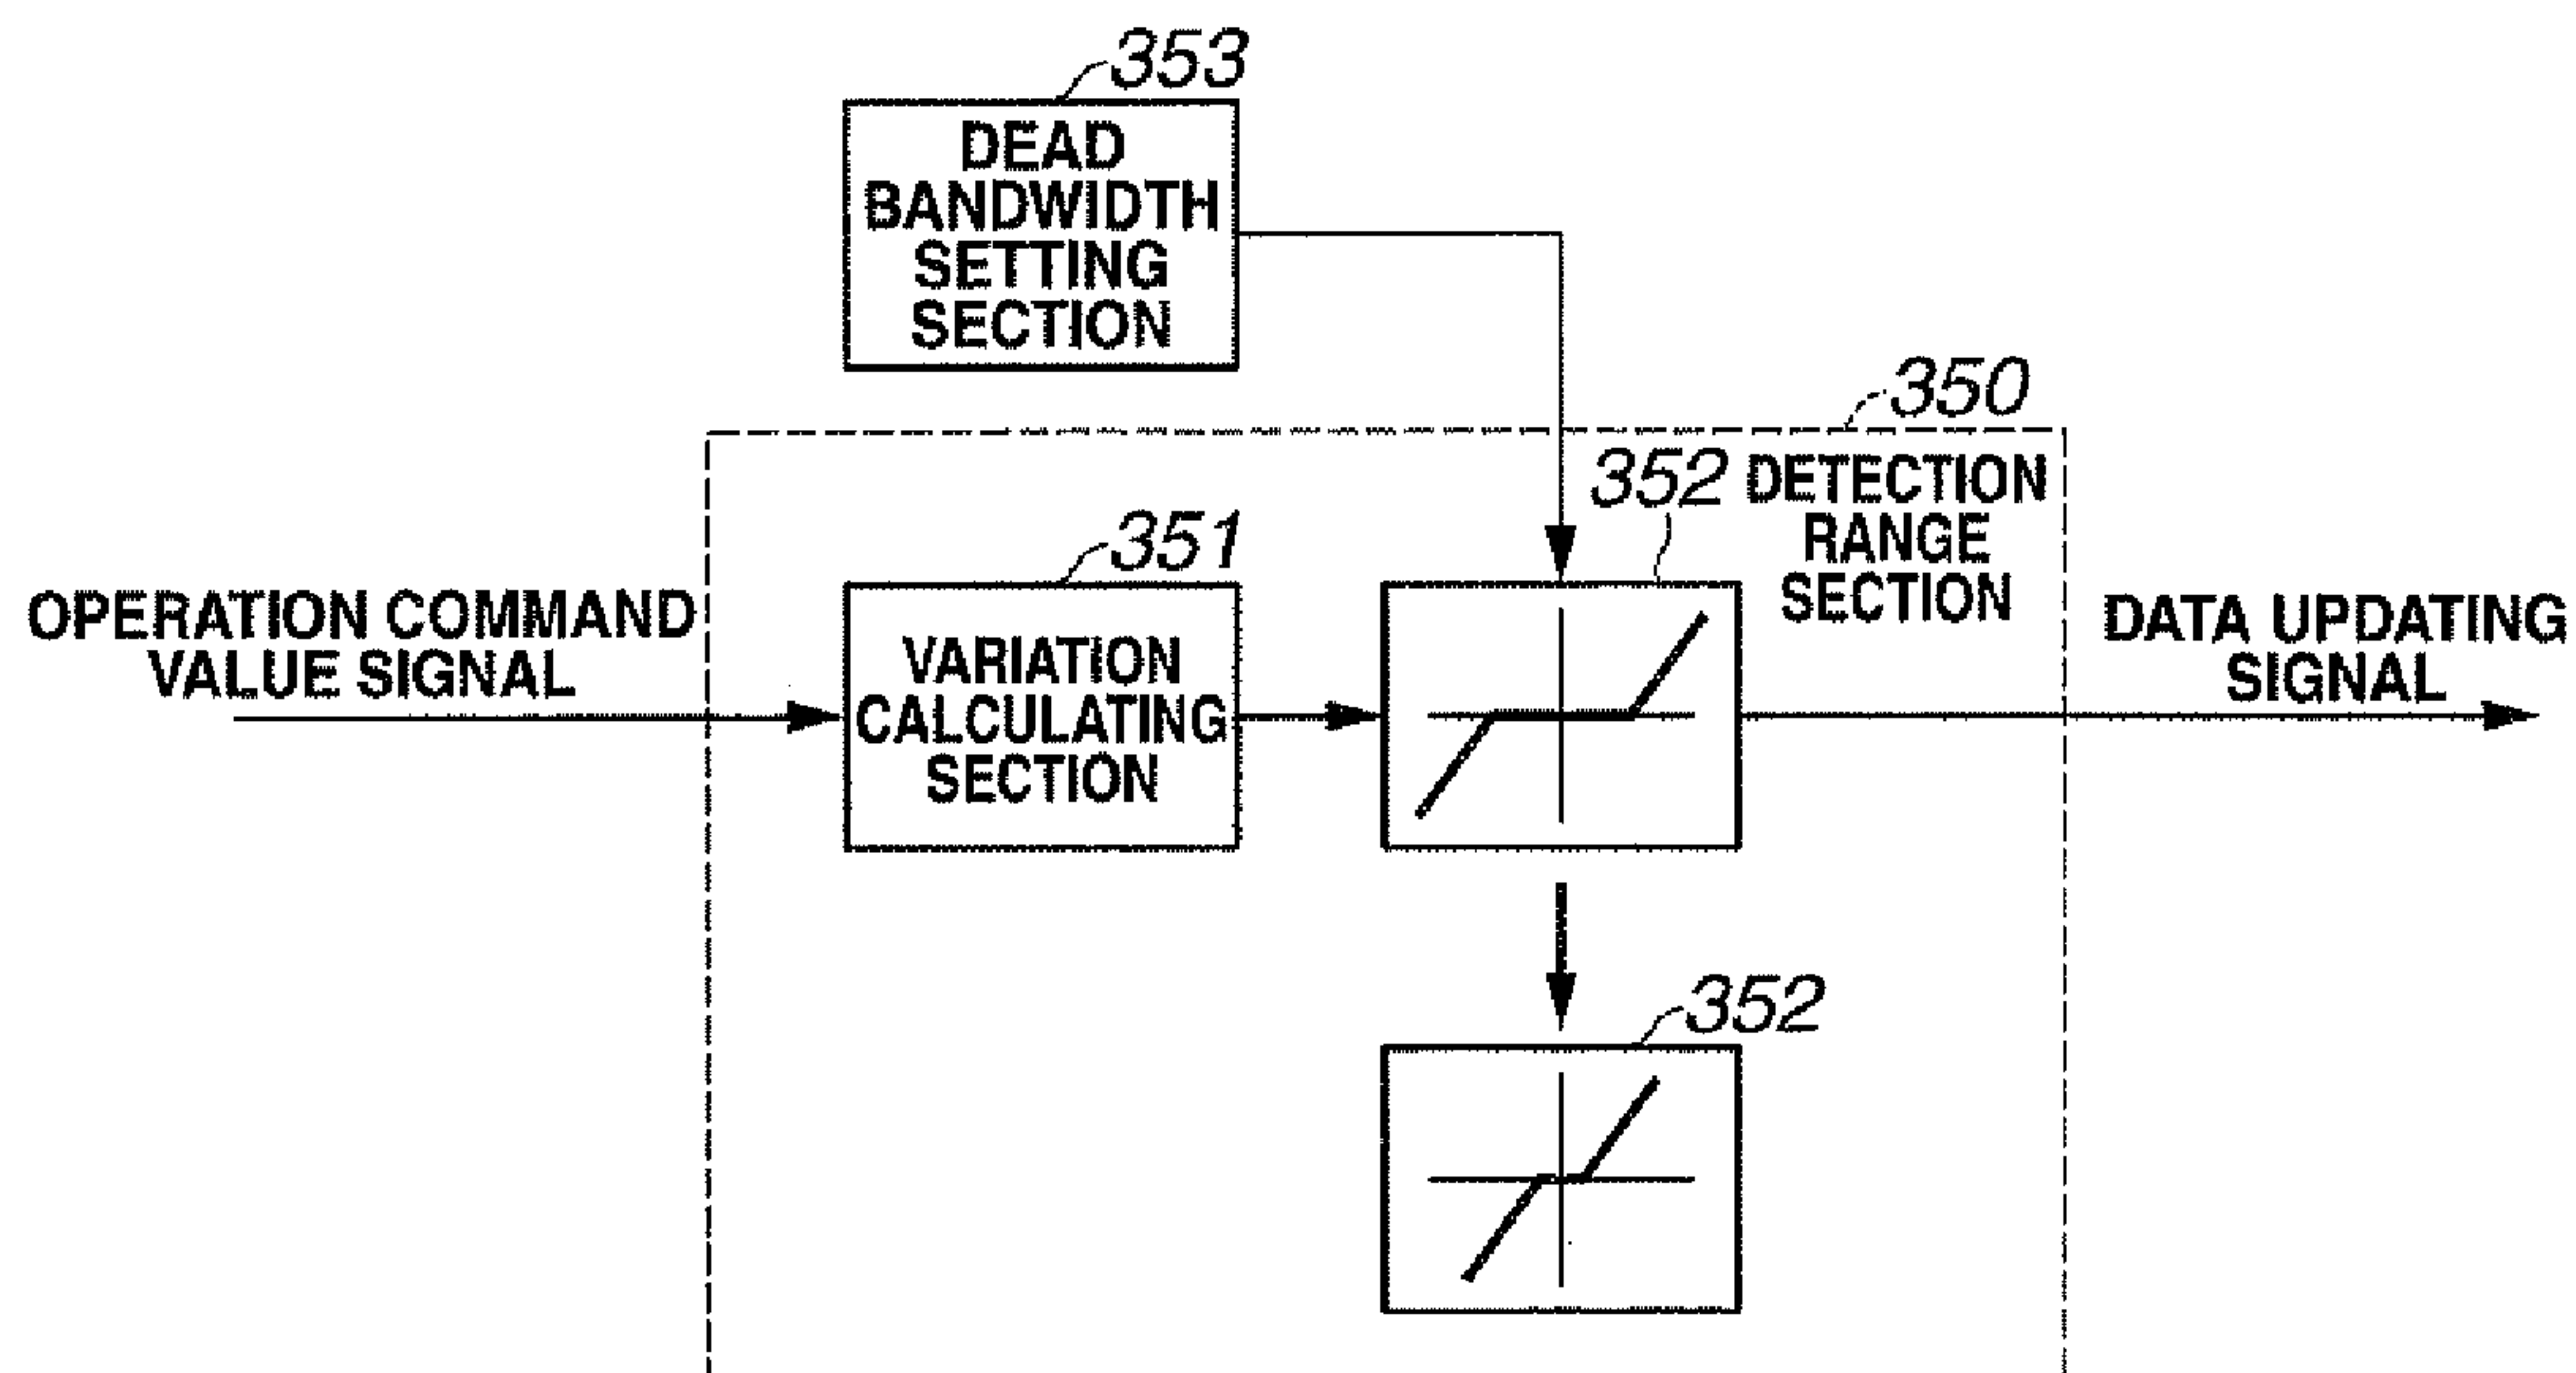 353
DEAD
BANDWIDTH
SETTING
SECTION
350
352 DETECTION
RANGE
SECTION
351
OPERATION COMMAND
VALUE SIGNAL
VARIATION
CALCULATING
SECTION
DATA UPDATING
SIGNAL
352